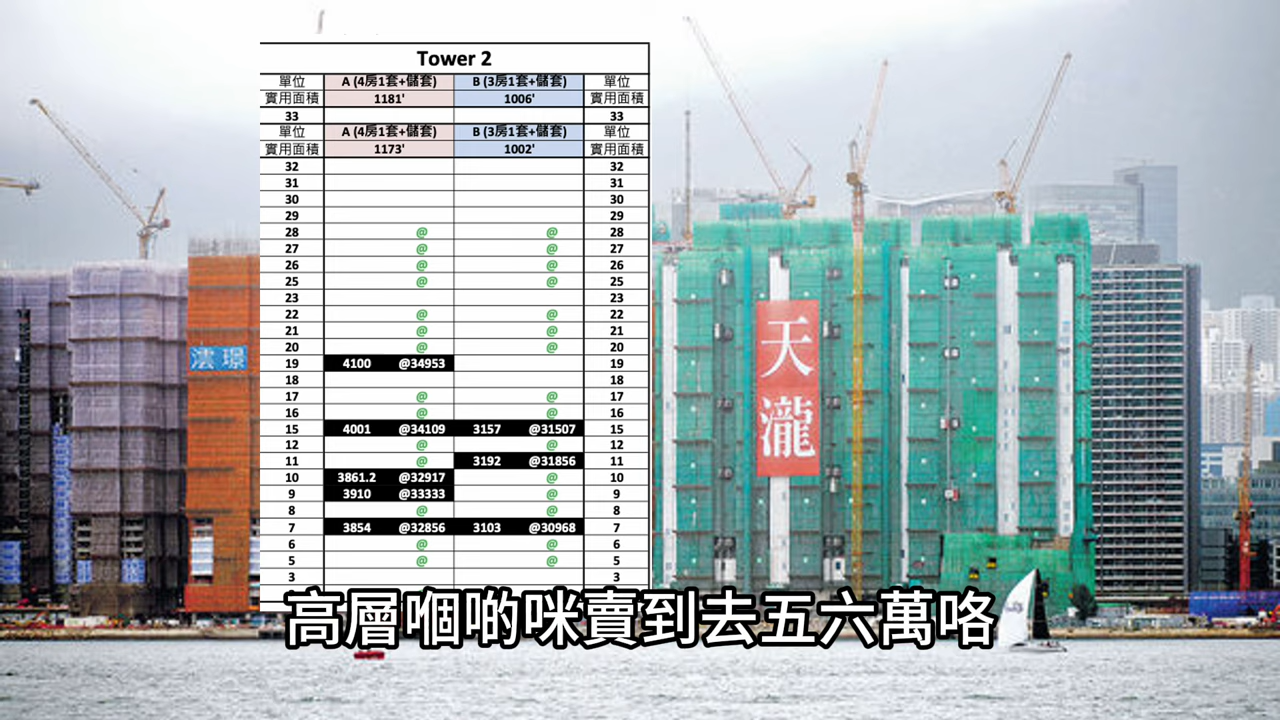 Tower 2
單位 A (4房1套+儲套) B (3房1套+儲套) 單位
實用面積 1181' 1006' 實用面積
33 33
單位 A (4房1套+儲套) B (3房1套+儲套) 單位
實用面積 1173' 1002' 實用面積
32 32
31 31
30 30
29 29
28 @ @ 28
27 @ @ 27
26 @ @ 26
25 @ @ 25
23 23
22 @ @ 22
21 @ @ 21
20 @ @ 20
19 4100 @34953 19
18 18
17 @ @ 17
16 @ @ 16
15 4001 @34109 3157 @31507 15
12 @ @ 12
11 @ 3192 @31856 11
10 3861.2 @32917 @ 10
9 3910 @33333 @ 9
8 @ @ 8
7 3854 @32856 3103 @30968 7
6 @ @ 6
5 @ @ 5
3 3
澐璟
天瀧
高層嗰啲咪賣到去五六萬咯